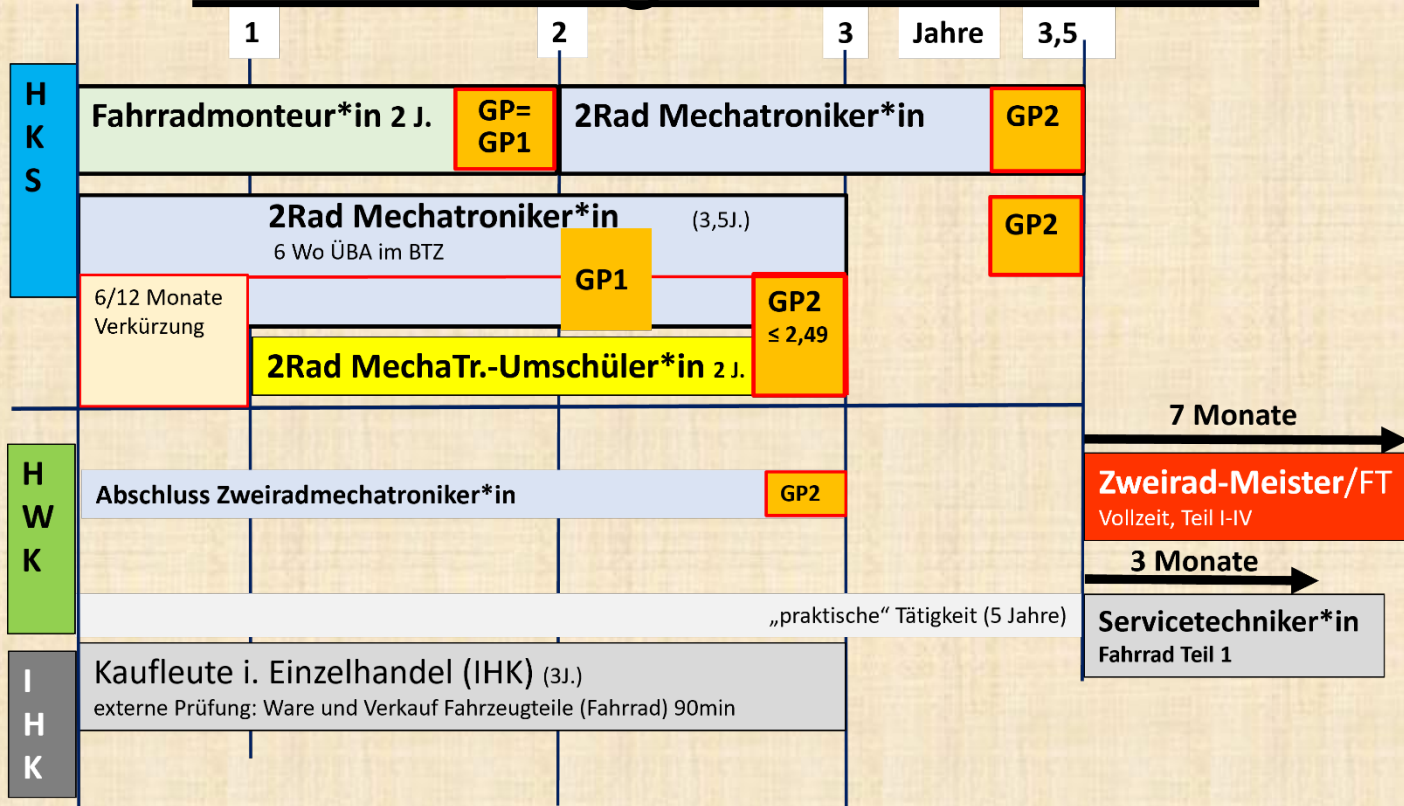 1
2
3
Jahre
3,5
H
K
S
Fahrradmonteur*in 2 J.
GP=
GP1
2Rad Mechatroniker*in
GP2
2Rad Mechatroniker*in
(3,5J.)
6 Wo ÜBA im BTZ
GP1
GP2
6/12 Monate
Verkürzung
GP2
≤ 2,49
2Rad MechaTr.-Umschüler*in 2 J.
7 Monate
H
W
K
Abschluss Zweiradmechatroniker*in
GP2
Zweirad-Meister/FT
Vollzeit, Teil I-IV
3 Monate
„praktische“ Tätigkeit (5 Jahre)
Servicetechniker*in
Fahrrad Teil 1
I
H
K
Kaufleute i. Einzelhandel (IHK) (3J.)
externe Prüfung: Ware und Verkauf Fahrzeugteile (Fahrrad) 90min